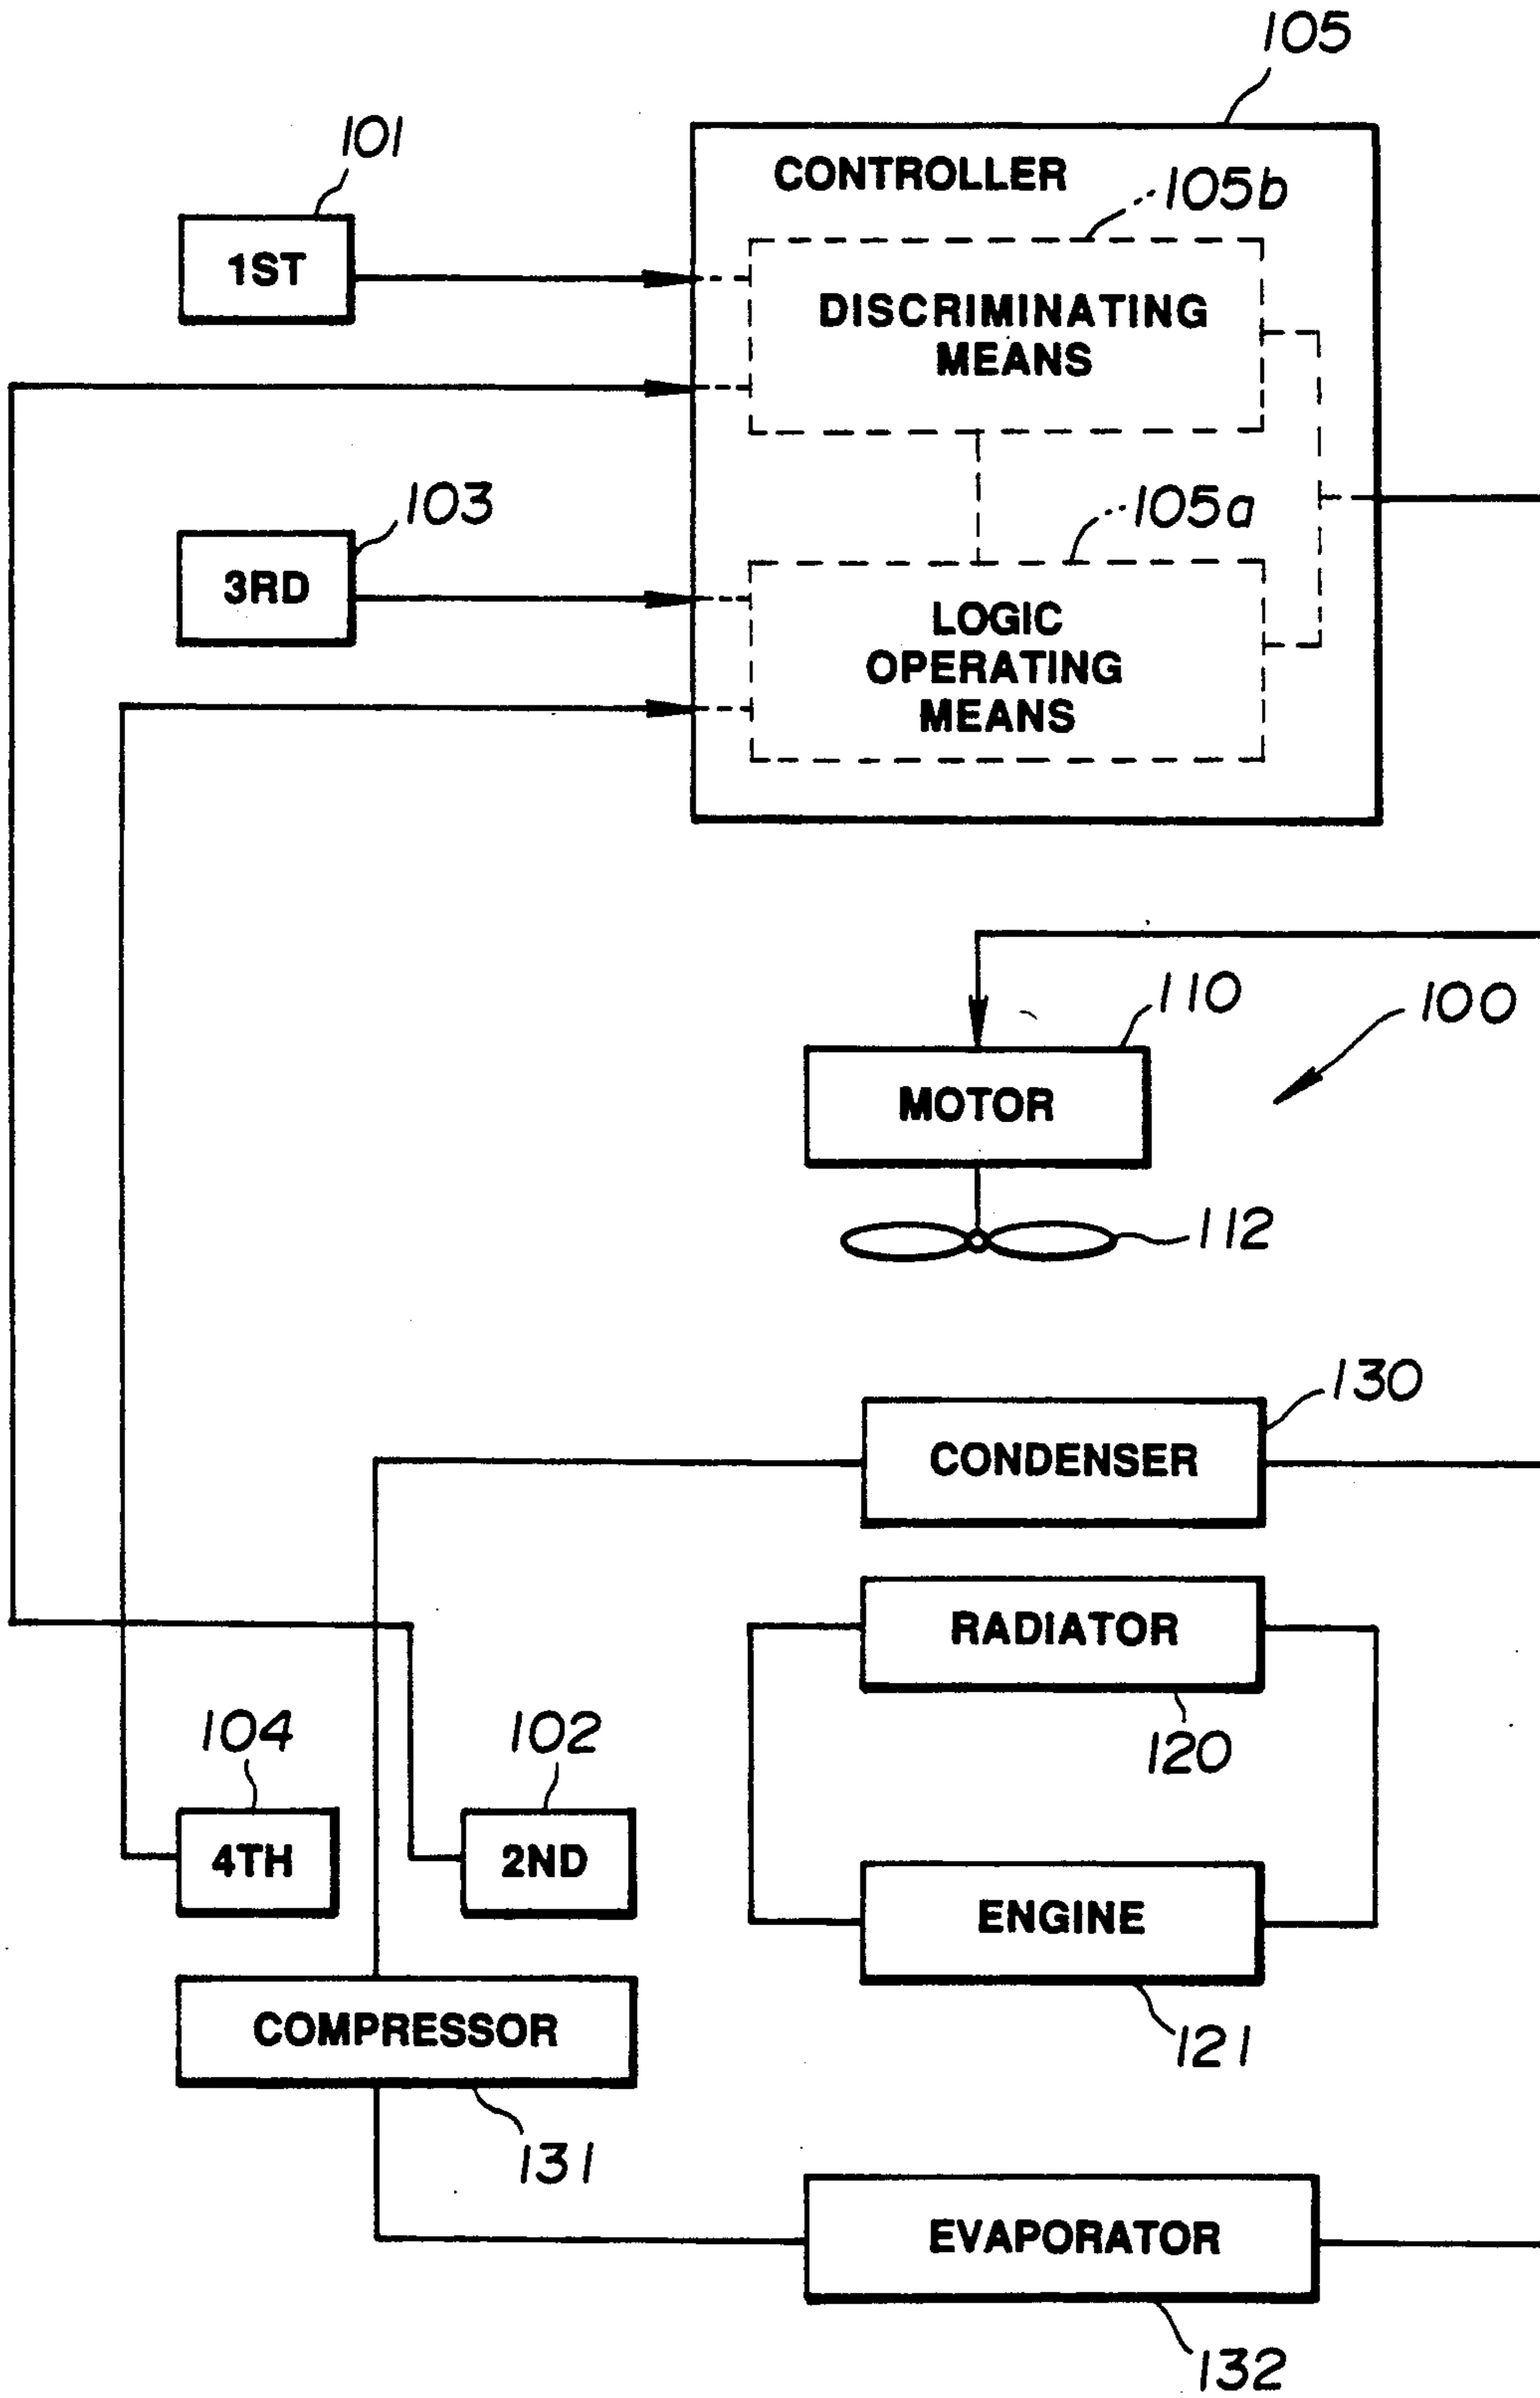 105
101
CONTROLLER
105b
1ST
DISCRIMINATING
MEANS
103
105a
3RD
LOGIC
OPERATING
MEANS
110
100
MOTOR
112
130
CONDENSER
RADIATOR
104
102
120
4TH
2ND
ENGINE
COMPRESSOR
121
131
EVAPORATOR
132